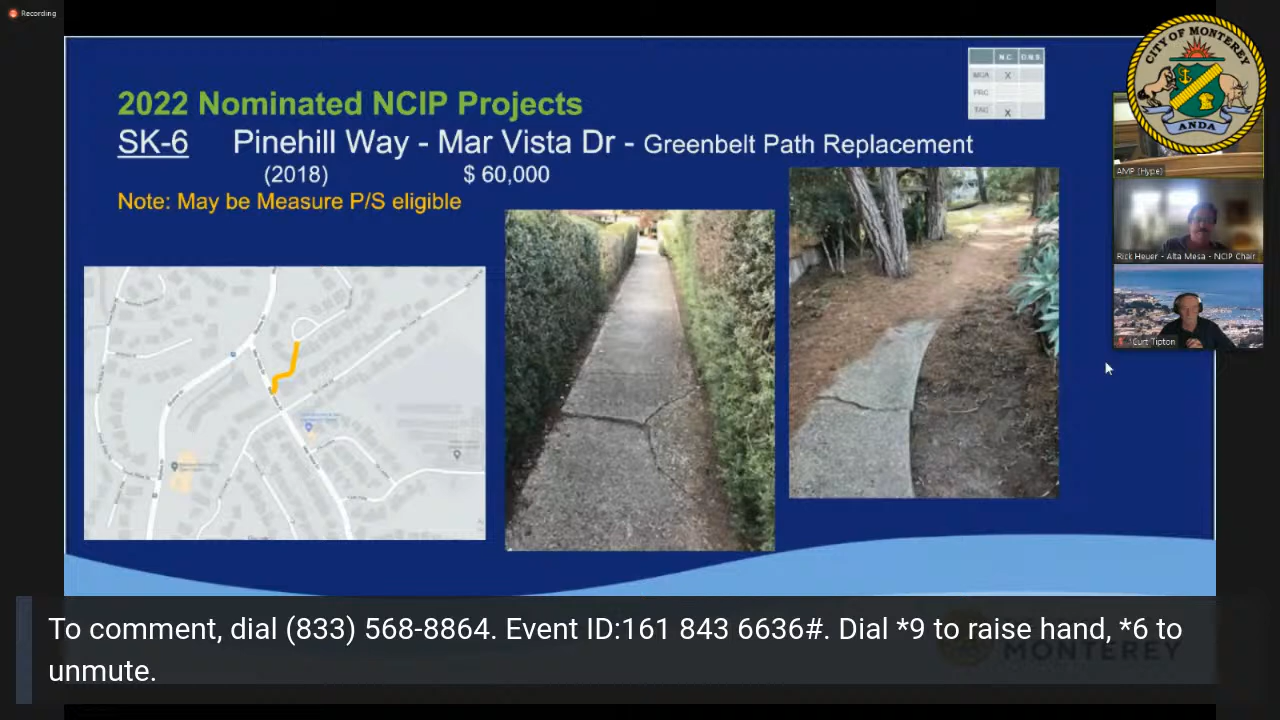 Recording
2022 Nominated NCIP Projects
SK-6 Pinehill Way - Mar Vista Dr - Greenbelt Path Replacement
(2018) $ 60,000
Note: May be Measure P/S eligible
N.C.
X
X
CITY OF MONTEREY
ANDA
AMP [Hype]
Rick Heuer - Alta Mesa - NCIP Chair
Curt Tipton
To comment, dial (833) 568-8864. Event ID:161 843 6636#. Dial *9 to raise hand, *6 to
unmute.
MONTEREY